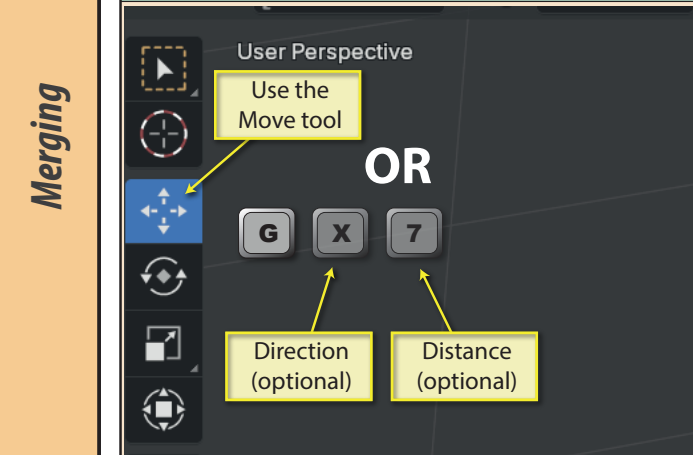 Merging
User Perspective
Use the
Move tool
OR
G X 7
Direction
(optional)
Distance
(optional)